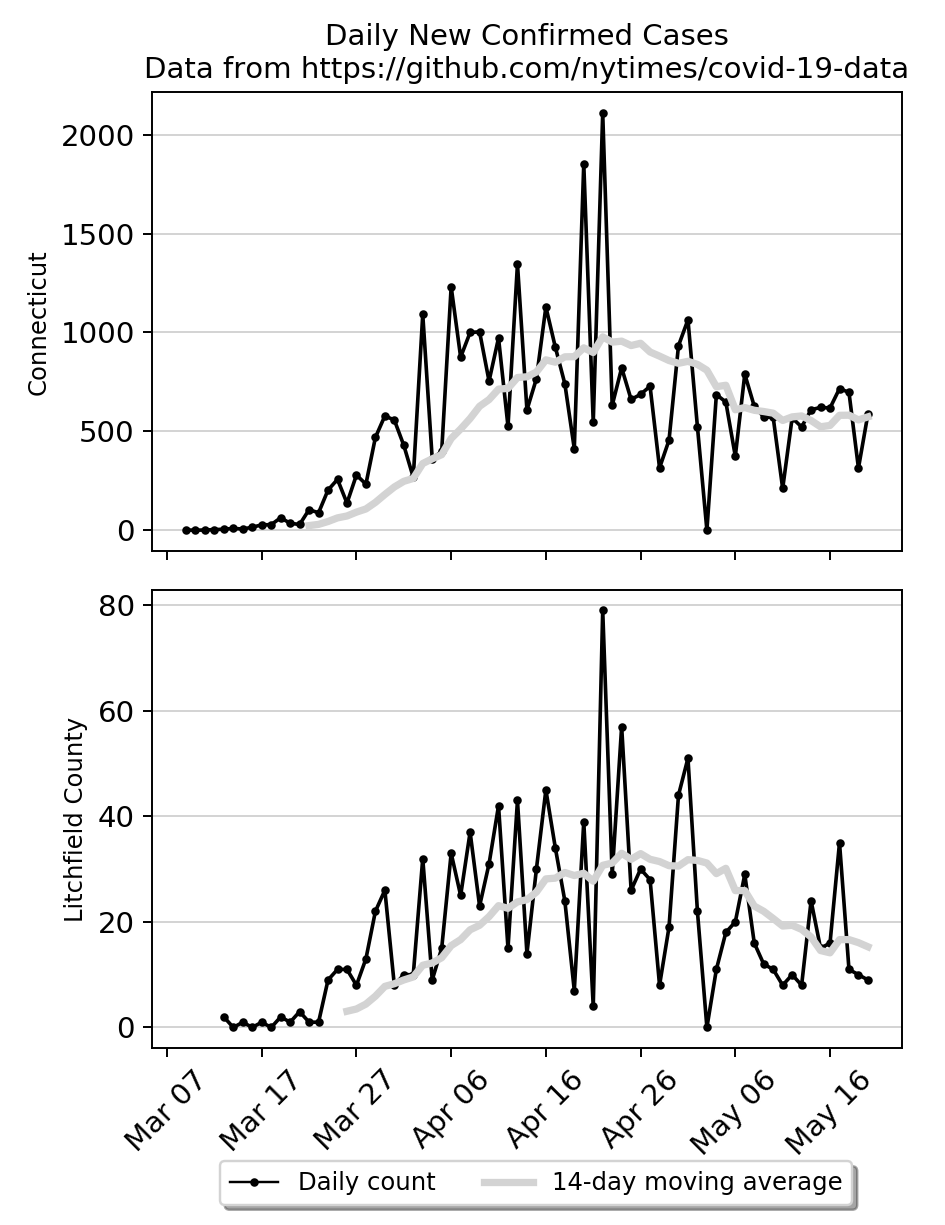 Daily New Confirmed Cases
Data from https://github.com/nytimes/covid-19-data
Connecticut
2000
1500
1000
500
0
Litchfield County
80
60
40
20
0
Mar 07
Mar 17
Mar 27
Apr 06
Apr 16
Apr 26
May 06
May 16
Daily count
14-day moving average